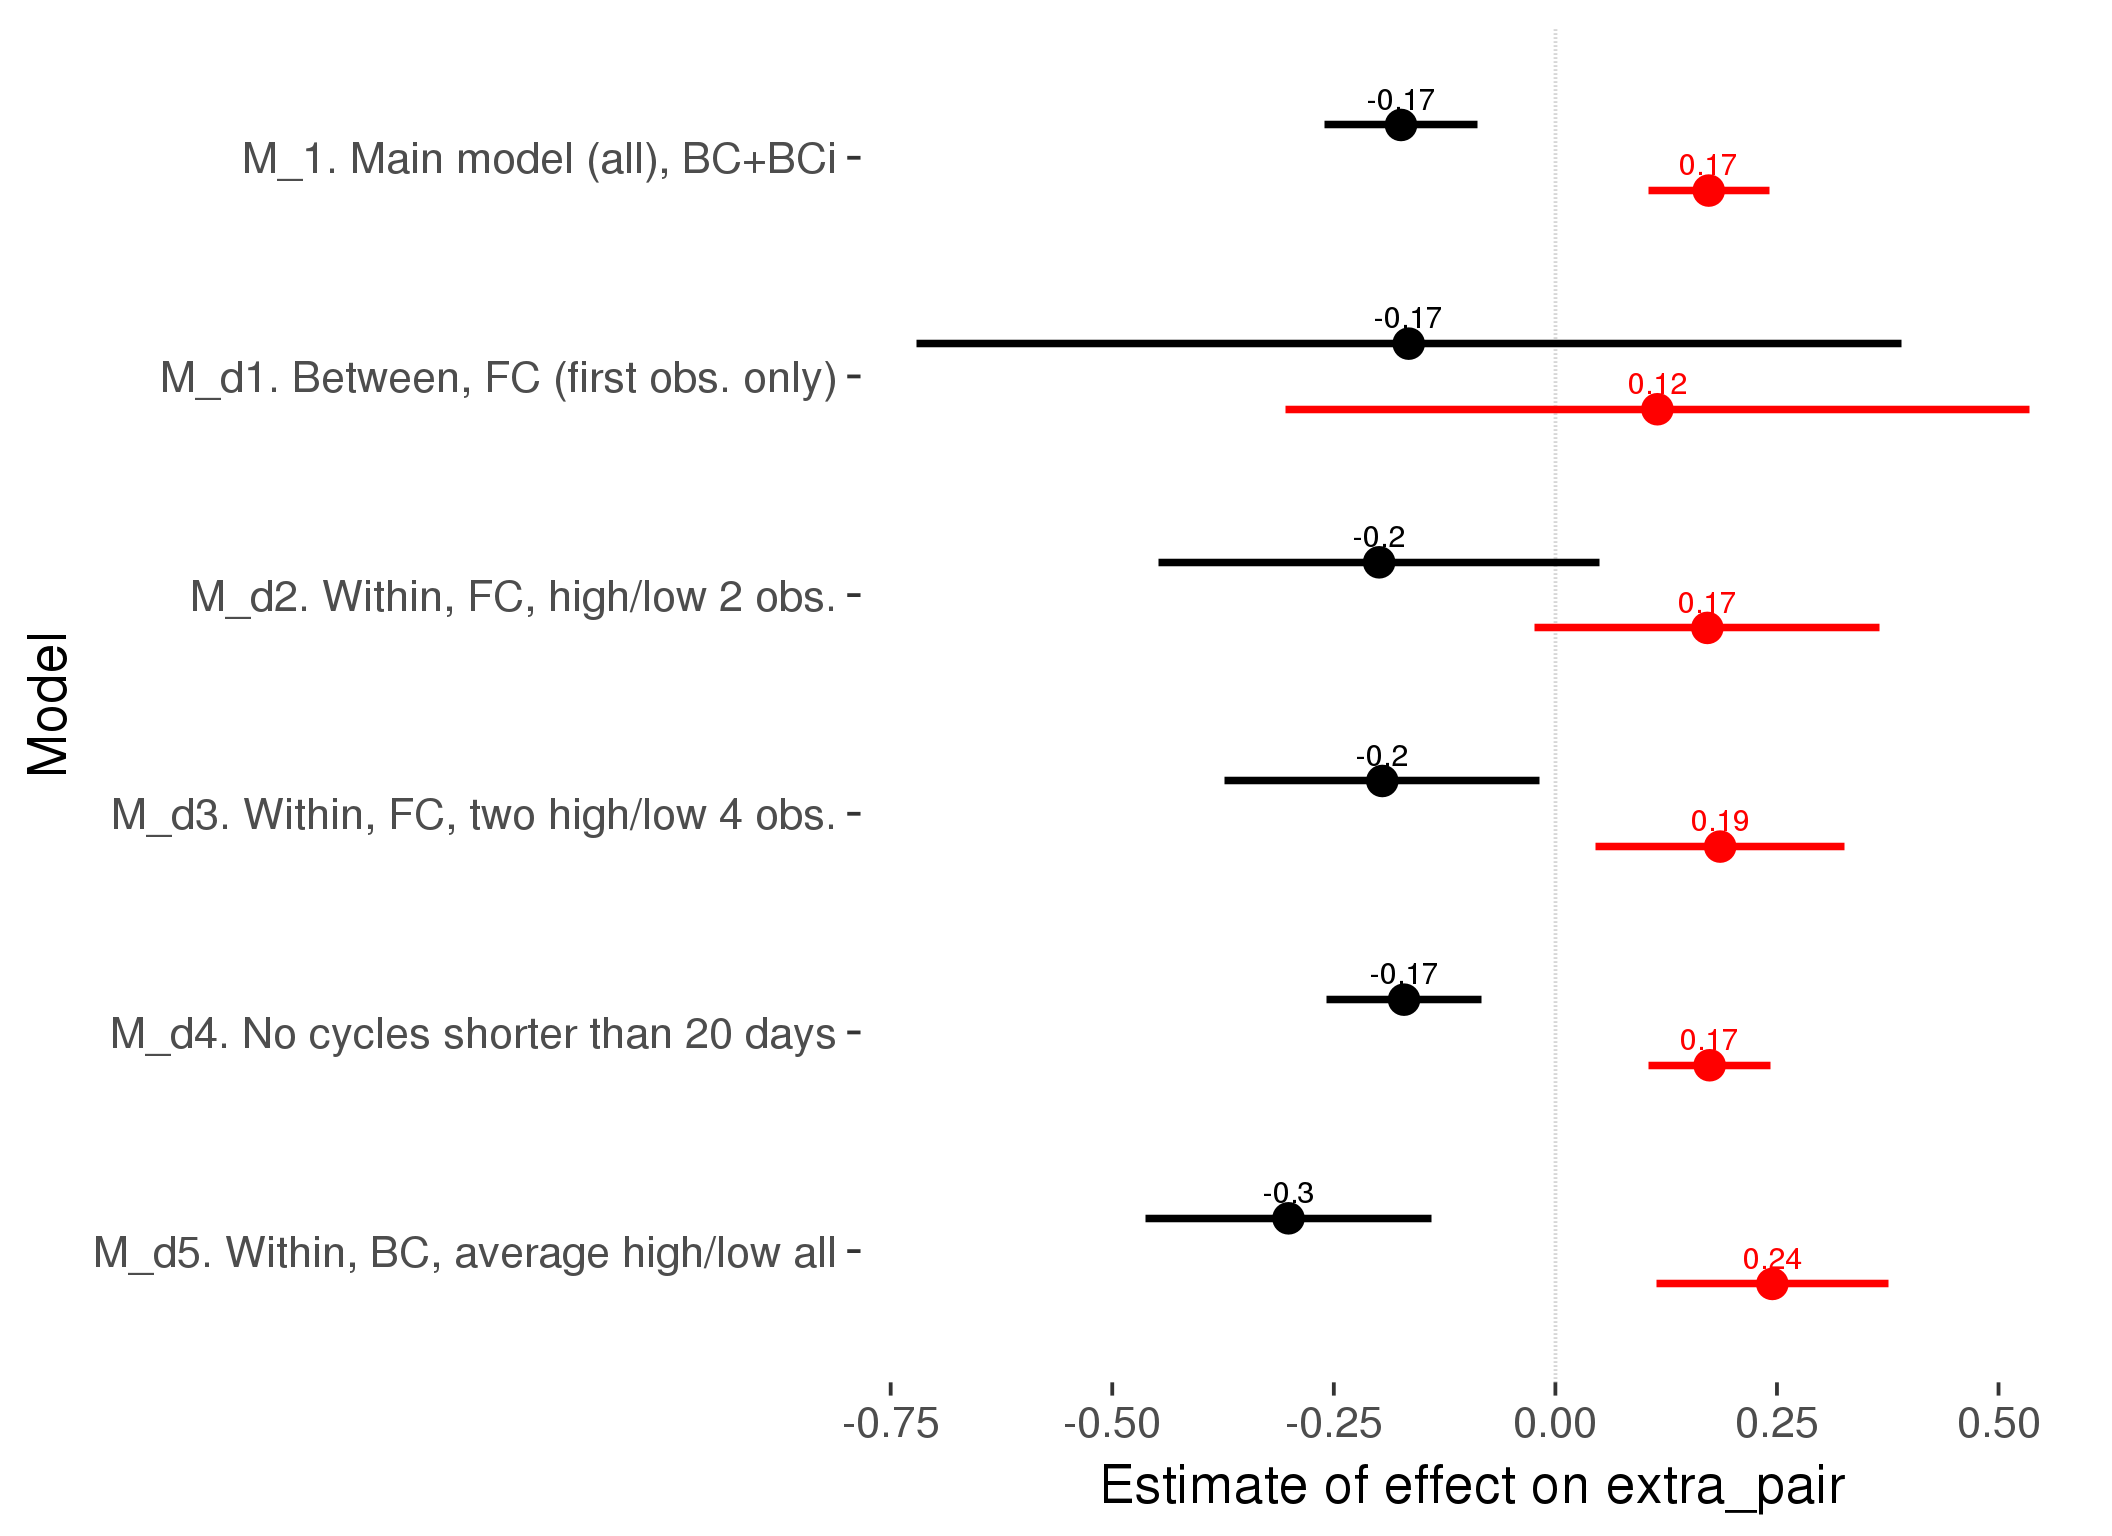 -0.17
M_1. Main model (all), BC+BCi
0.17
-0.17
M_d1. Between, FC (first obs. only)
0.12
-0.2
M_d2. Within, FC, high/low 2 obs.
0.17
Model
-0.2
M_d3. Within, FC, two high/low 4 obs.
0.19
-0.17
M_d4. No cycles shorter than 20 days
0.17
-0.3
M_d5. Within, BC, average high/low all
0.24
-0.75 -0.50 -0.25 0.00 0.25 0.50
Estimate of effect on extra_pair